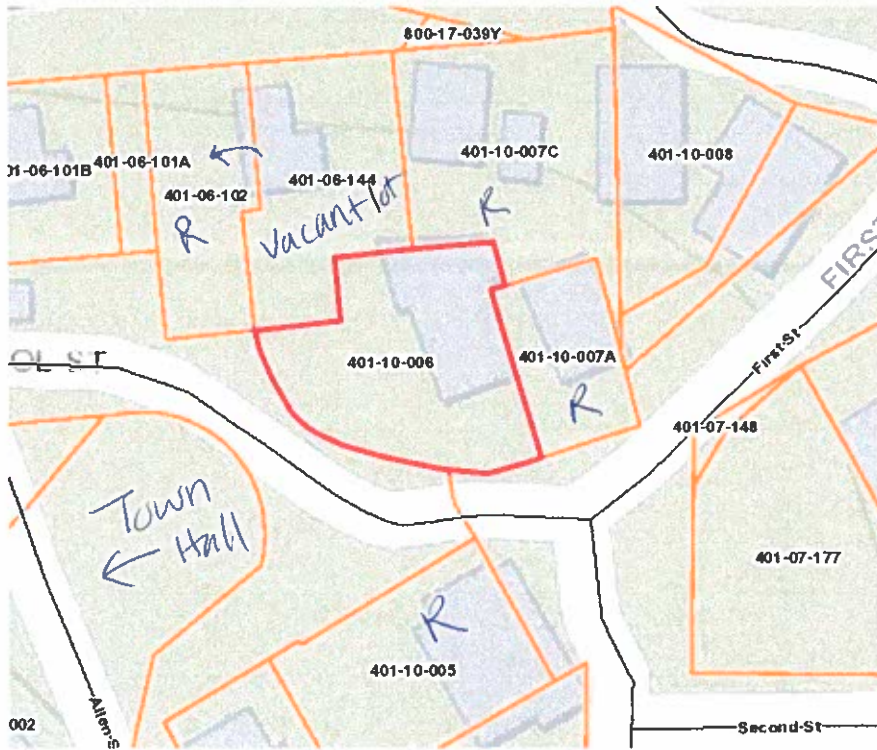 800-17-039Y
401-10-007C
401-10-008
01-06-101B
401-06-101A
401-06-102
401-06-144
R
Vacant lot
R
FIRST
OL ST
401-10-006
401-10-007A
R
First-St
401-07-148
Town
Hall
401-07-177
R
401-10-005
002
Allen-S
Second-St